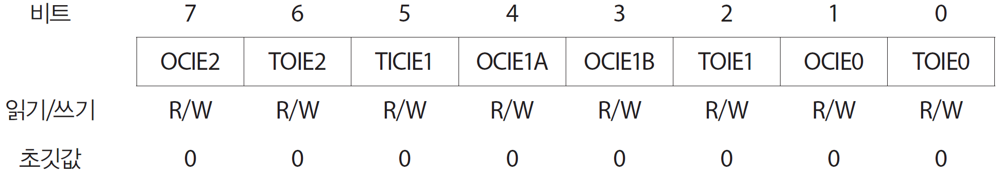 비트 7 6 5 4 3 2 1 0
OCIE2 TOIE2 TICIE1 OCIE1A OCIE1B TOIE1 OCIE0 TOIE0
읽기/쓰기 R/W R/W R/W R/W R/W R/W R/W R/W
초깃값 0 0 0 0 0 0 0 0